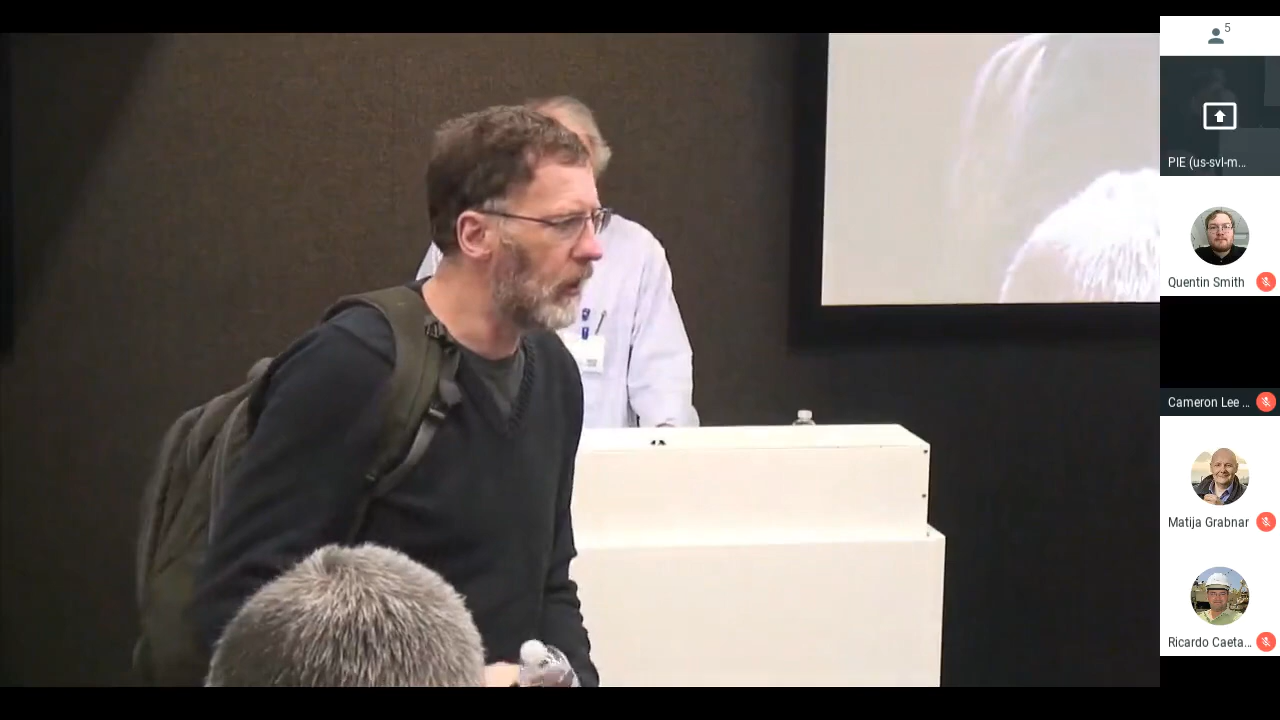 5
PIE (us-svl-m...
Quentin Smith
Cameron Lee ...
Matija Grabnar
Ricardo Caeta...